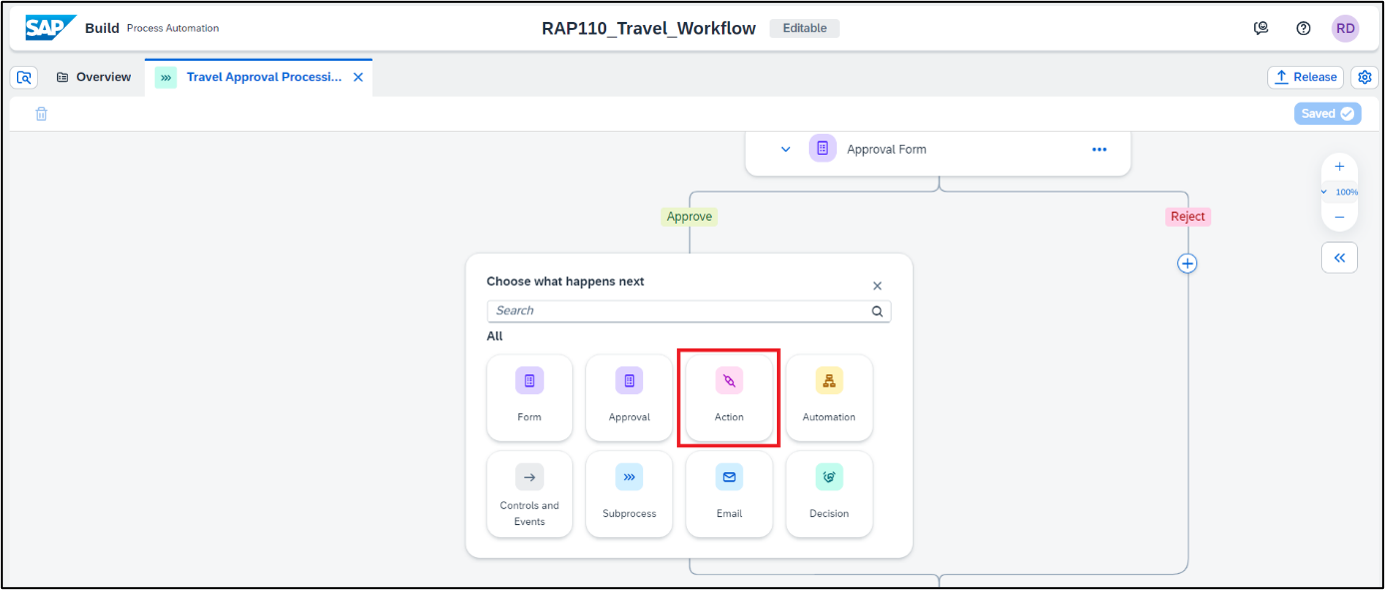 SAP Build Process Automation
RAP110_Travel_Workflow Editable
RD
Overview
Travel Approval Processi...
Release
Saved
Approval Form
100%
Approve
Reject
Choose what happens next
Search
All
Form
Approval
Action
Automation
Controls and
Events
Subprocess
Email
Decision